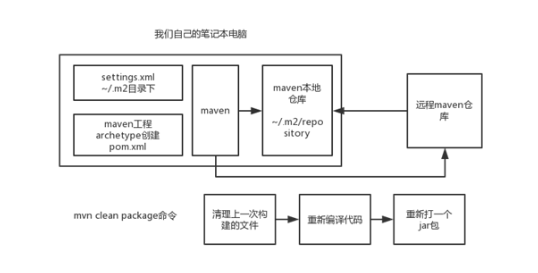 我们自己的笔记本电脑
settings.xml
~/.m2目录下
maven工程
archetype创建
pom.xml
maven
maven本地
仓库
~/.m2/repo
sitory
远程maven仓
库
mvn clean package命令
清理上一次构
建的文件
重新编译代码
重新打一个
jar包